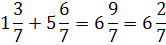 1 3/7 + 5 6/7 = 6 9/7 = 6 2/7